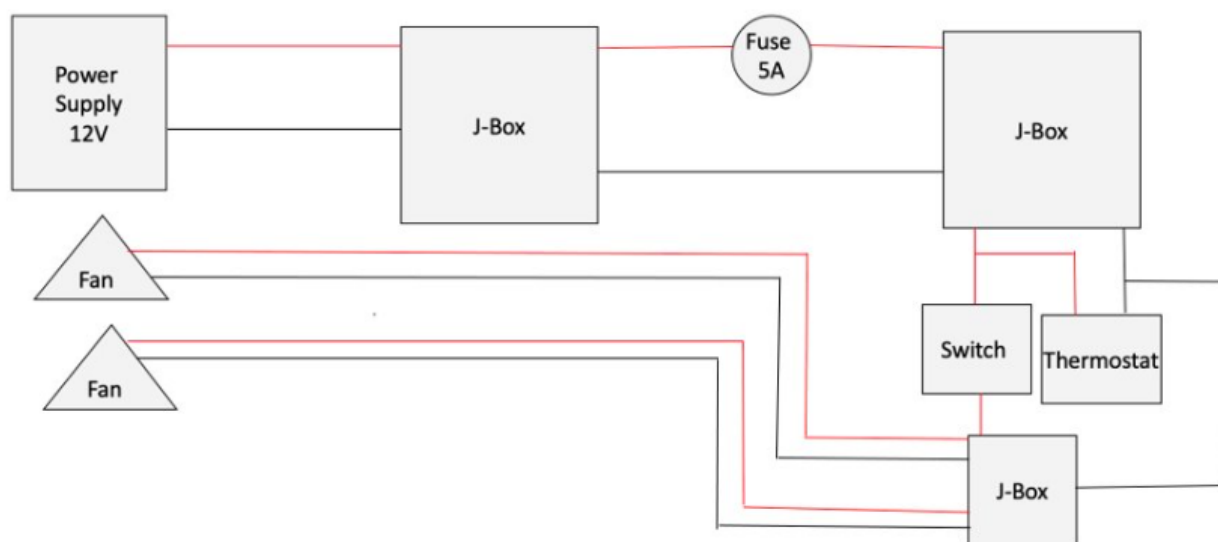 Power
Supply
12V
J-Box
Fuse
5A
J-Box
Fan
Fan
Switch
Thermostat
J-Box